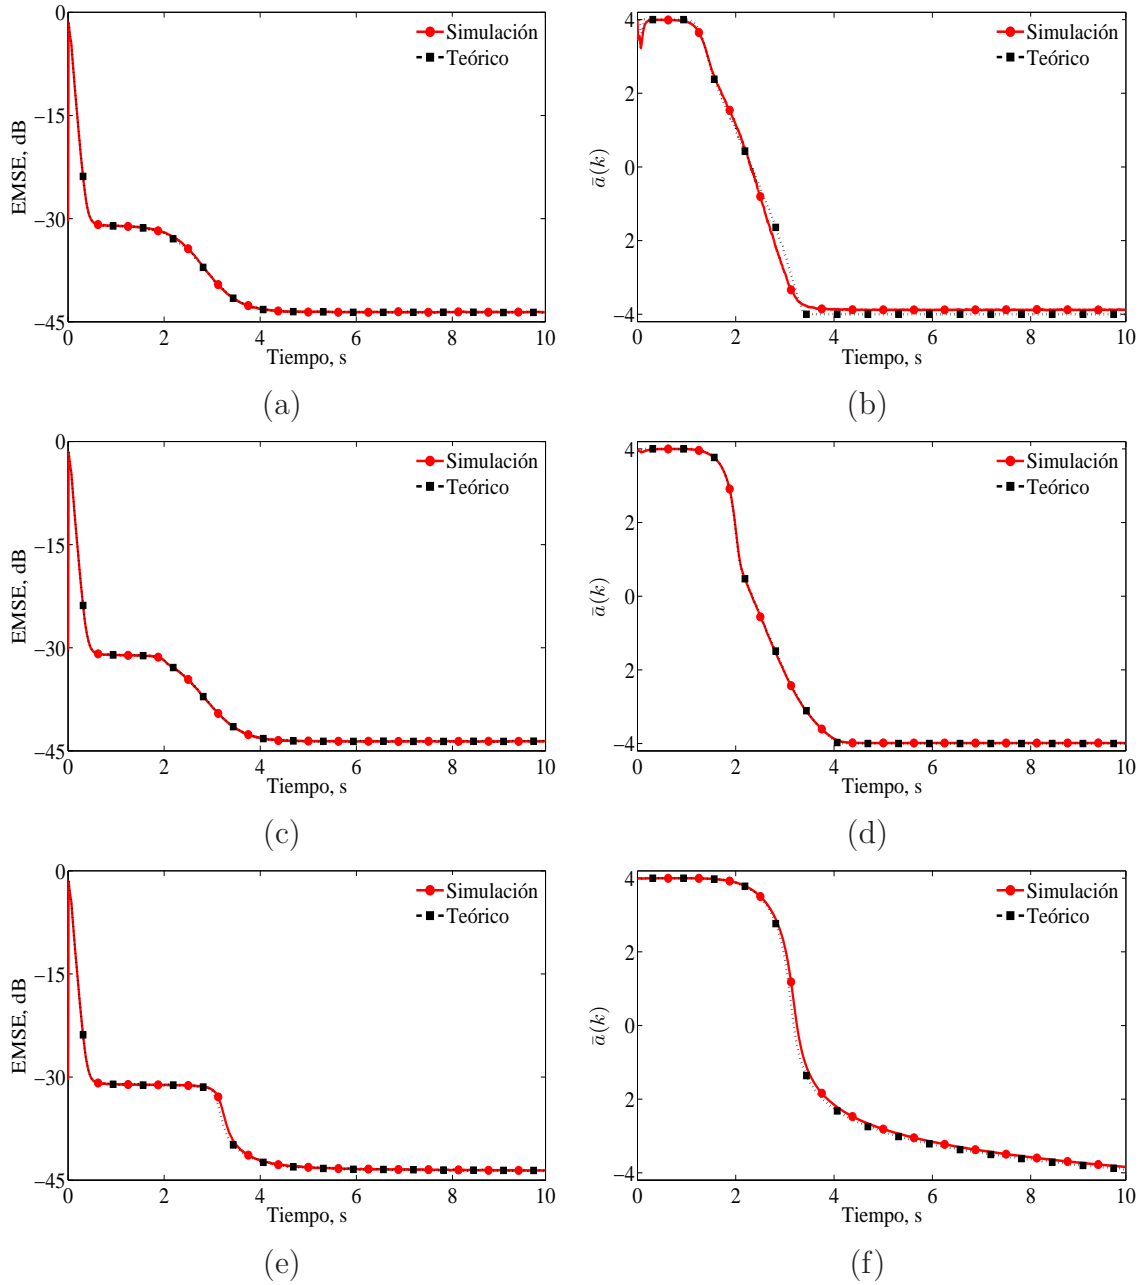 0
−15
−30
−45
EMSE, dB
0 2 4 6 8 10
Tiempo, s
Simulación
Teórico
(a)
4
2
0
2
−4
ā(k)
0 2 4 6 8 10
Tiempo, s
Simulación
Teórico
(b)
0
−15
−30
−45
EMSE, dB
0 2 4 6 8 10
Tiempo, s
Simulación
Teórico
(c)
4
2
0
2
−4
ā(k)
0 2 4 6 8 10
Tiempo, s
Simulación
Teórico
(d)
0
−15
−30
−45
EMSE, dB
0 2 4 6 8 10
Tiempo, s
Simulación
Teórico
(e)
4
2
0
2
−4
ā(k)
0 2 4 6 8 10
Tiempo, s
Simulación
Teórico
(f)